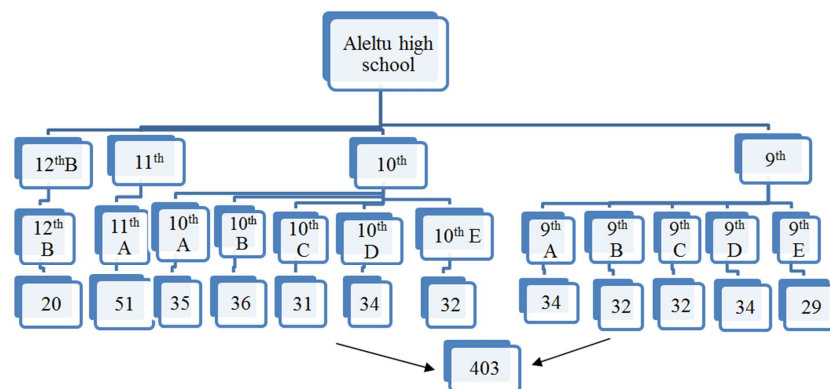 Aleltu high
school
12thB
11th
10th
9th
12th
B
11th
A
10th
A
10th
B
10th
C
10th
D
10th E
9th
A
9th
B
9th
C
9th
D
9th
E
20
51
35
36
31
34
32
34
32
32
34
29
403